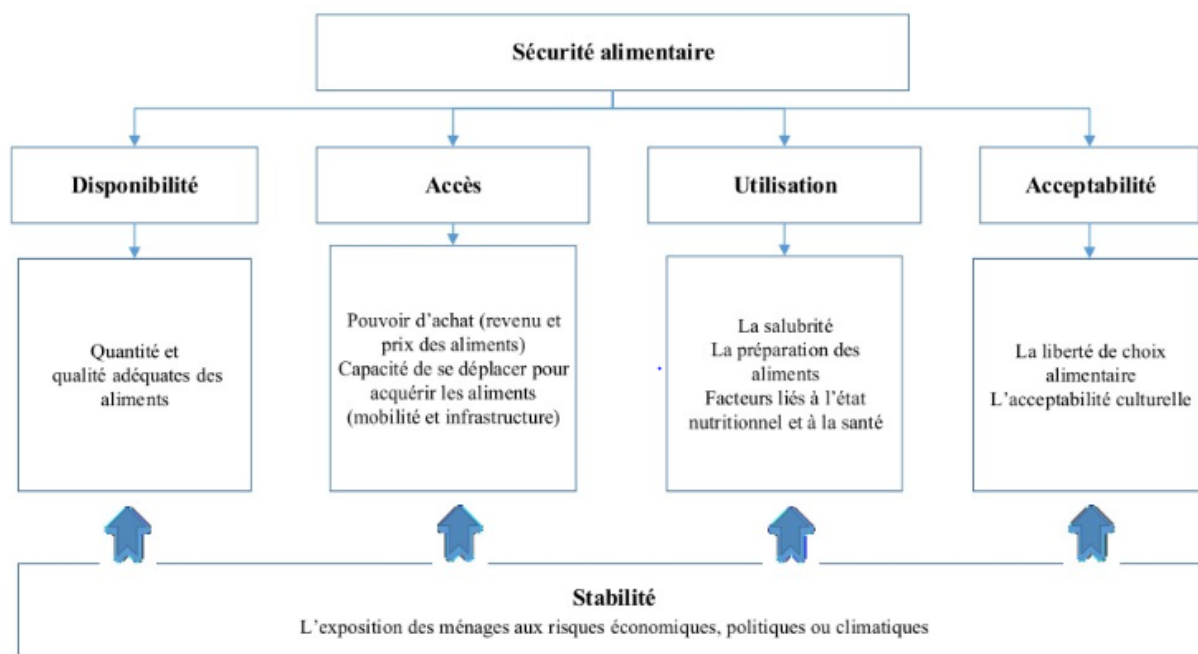 Sécurité alimentaire
Disponibilité
Accès
Utilisation
Acceptabilité
Quantité et
qualité adéquates des
aliments
Pouvoir d'achat (revenu et
prix des aliments)
Capacité de se déplacer pour
acquérir les aliments
(mobilité et infrastructure)
La salubrité
La préparation des
aliments
Facteurs liés à l'état
nutritionnel et à la santé
La liberté de choix
alimentaire
L'acceptabilité culturelle
Stabilité
L'exposition des ménages aux risques économiques, politiques ou climatiques